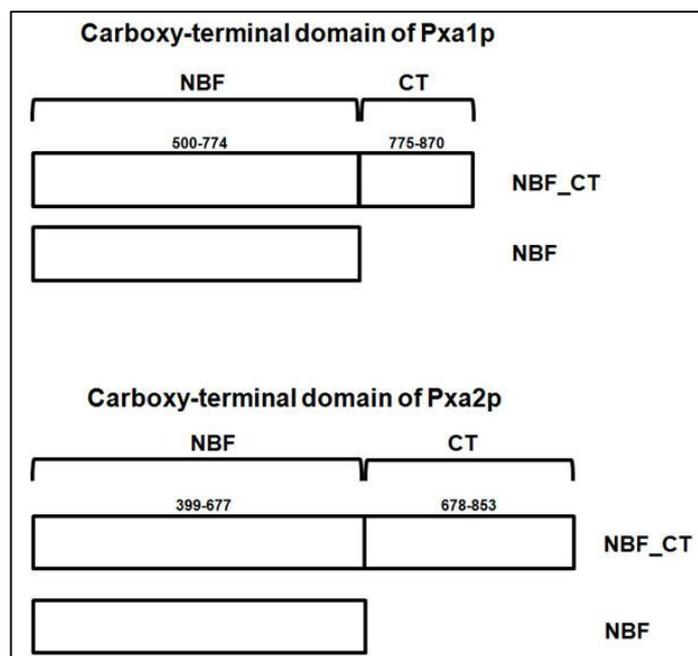 Carboxy-terminal domain of Pxa1p
NBF CT
500-774 775-870
NBF_CT
NBF
Carboxy-terminal domain of Pxa2p
NBF CT
399-677 678-853
NBF_CT
NBF